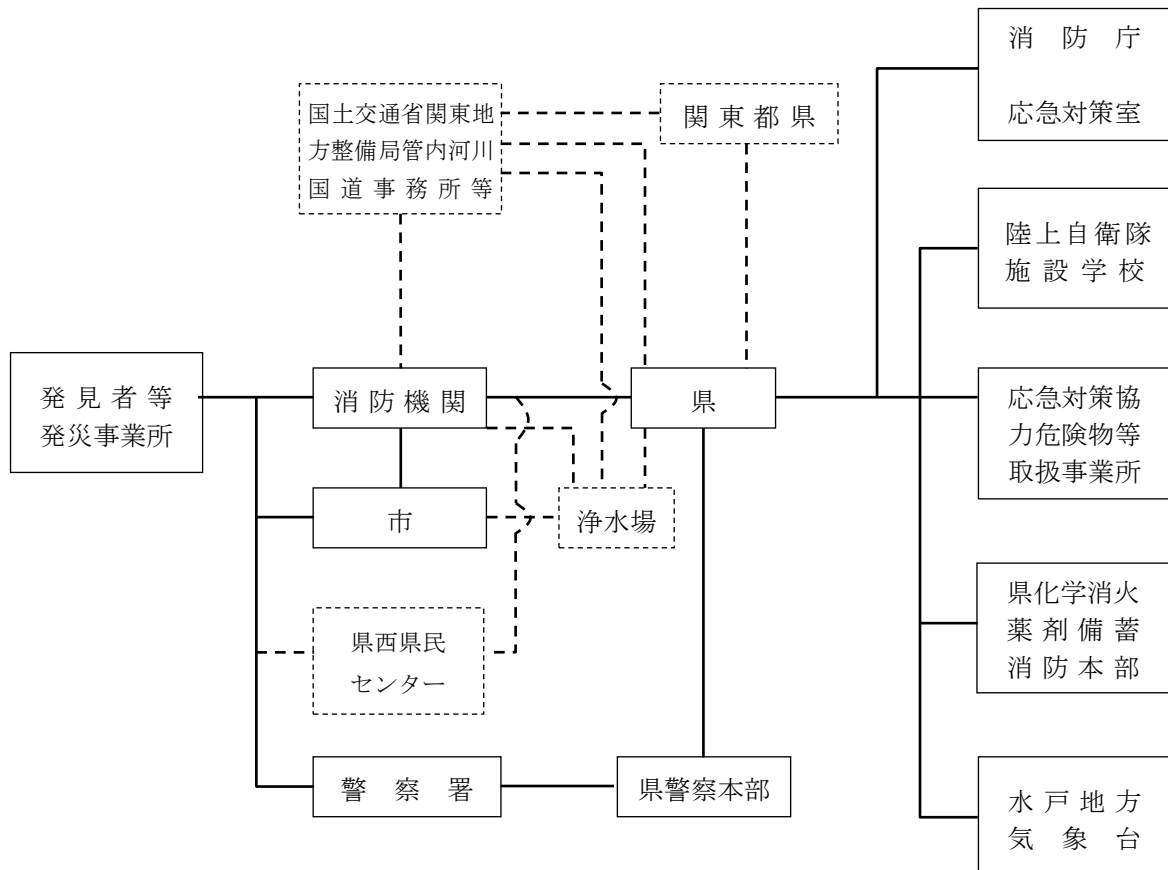 消防庁
応急対策室
国土交通省関東地
方整備局管内河川
国道事務所等
関東都県
陸上自衛隊
施設学校
発見者等
発災事業所
消防機関
県
応急対策協
力危険物等
取扱事業所
市
浄水場
県西県民
センター
県化学消火
薬剤備蓄
消防本部
警察署
県警察本部
水戸地方
気象台